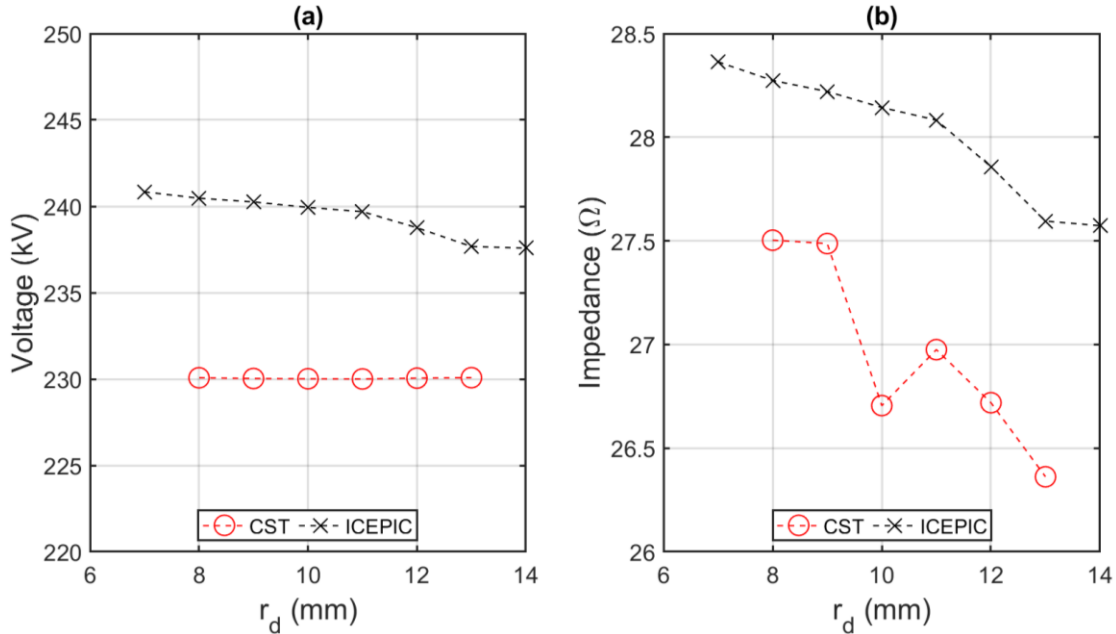 (a)
250
245
240
235
230
225
220
Voltage (kV)
CST ICEPIC
6 8 10 12 14
r_d (mm)
(b)
28.5
28
27.5
27
26.5
26
Impedance (Ω)
CST ICEPIC
6 8 10 12 14
r_d (mm)